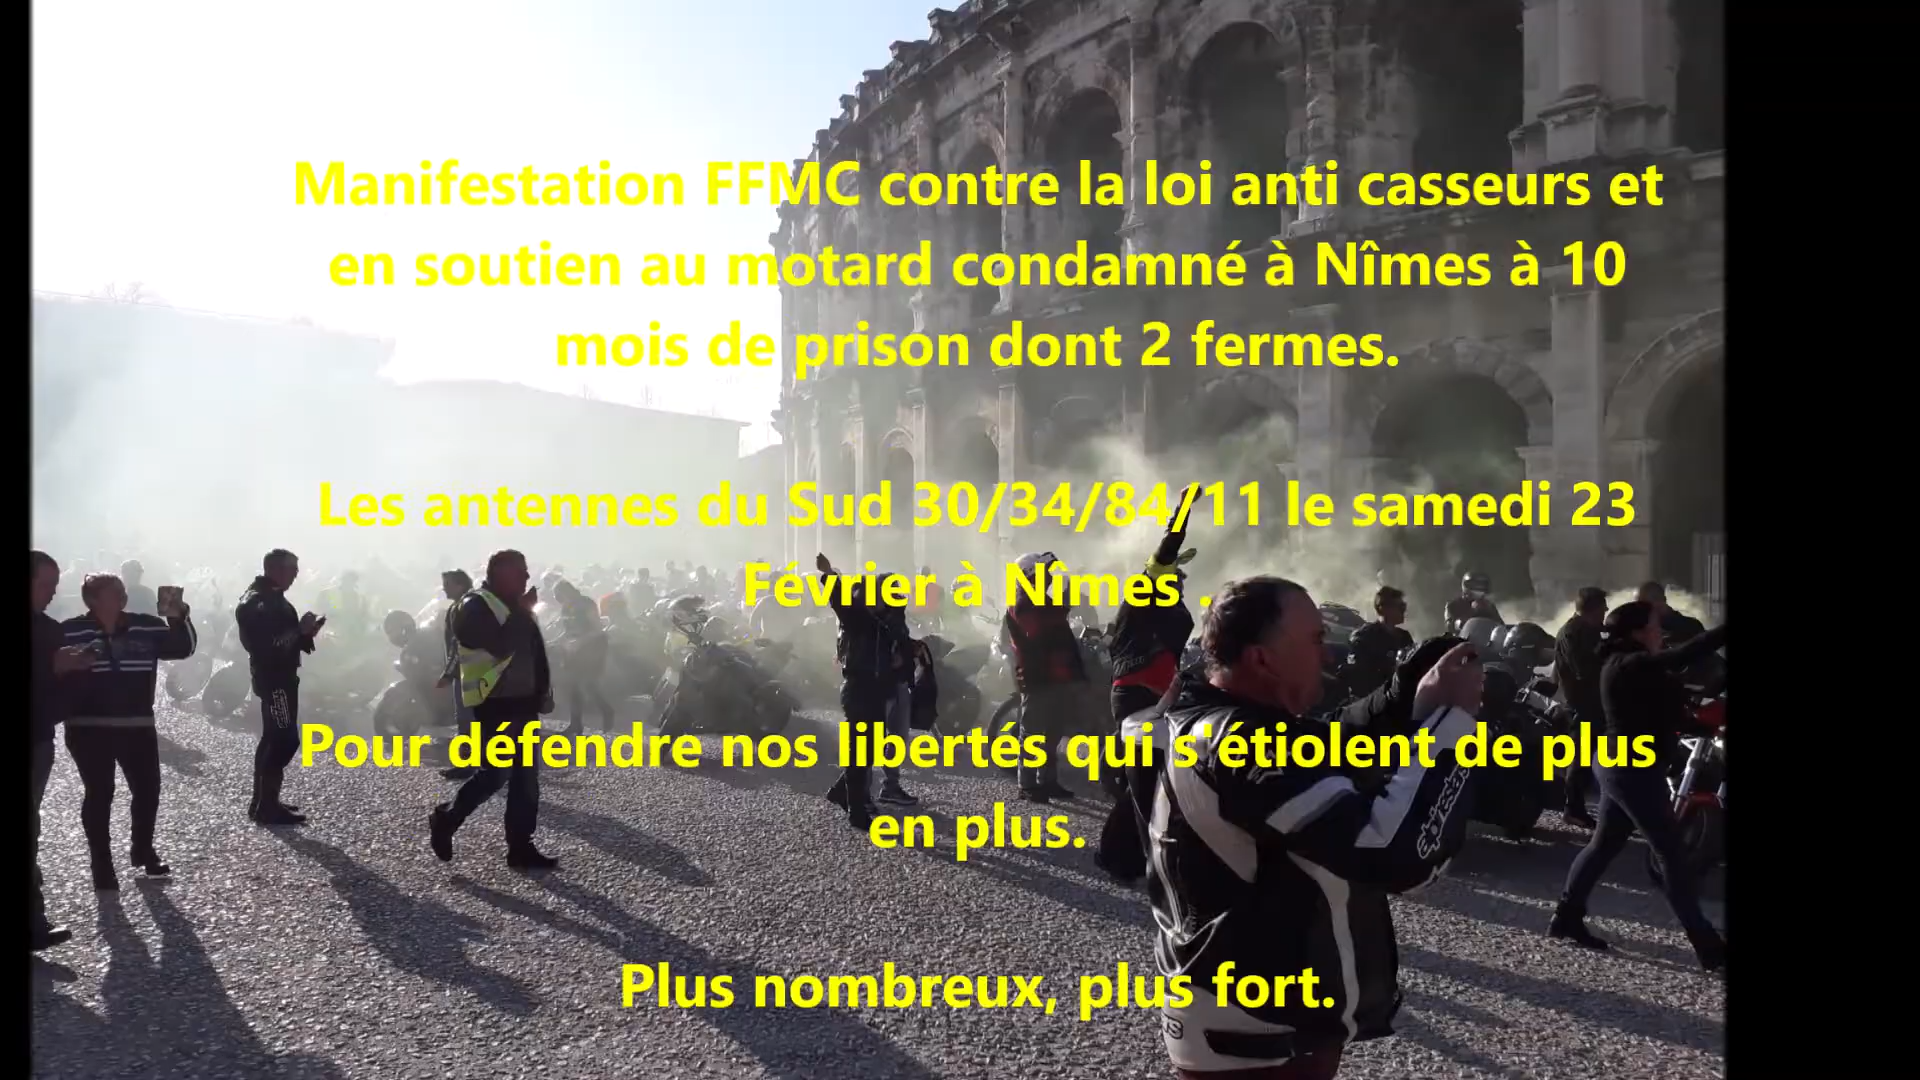 Manifestation FFMC contre la loi anti casseurs et
en soutien au motard condamné à Nîmes à 10
mois de prison dont 2 fermes.
Les antennes du Sud 30/34/84/11 le samedi 23
Février à Nîmes .
Pour défendre nos libertés qui s'étiolent de plus
en plus.
Plus nombreux, plus fort.